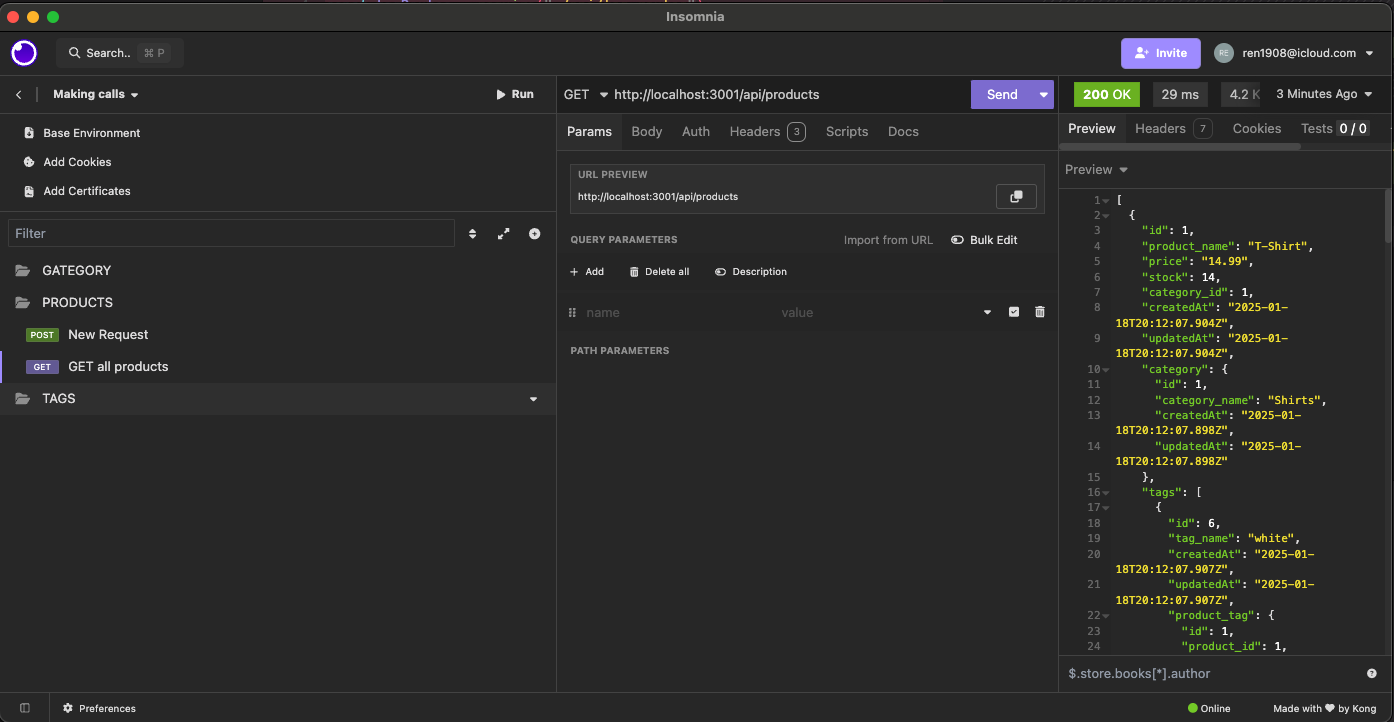 Insomnia
Search.. ⌘ P
Invite
RE ren1908@icloud.com
Making calls
Run
Base Environment
Add Cookies
Add Certificates
Filter
GATEGORY
PRODUCTS
POST New Request
GET GET all products
TAGS
GET http://localhost:3001/api/products Send
Params Body Auth Headers 3 Scripts Docs
URL PREVIEW
http://localhost:3001/api/products
QUERY PARAMETERS Import from URL Bulk Edit
+ Add Delete all Description
name value
PATH PARAMETERS
200 OK 29 ms 4.2 K 3 Minutes Ago
Preview Headers 7 Cookies Tests 0 / 0
Preview
1 [
2 {
3 "id": 1,
4 "product_name": "T-Shirt",
5 "price": "14.99",
6 "stock": 14,
7 "category_id": 1,
8 "createdAt": "2025-01-
18T20:12:07.904Z",
9 "updatedAt": "2025-01-
18T20:12:07.904Z",
10 "category": {
11 "id": 1,
12 "category_name": "Shirts",
13 "createdAt": "2025-01-
18T20:12:07.898Z",
14 "updatedAt": "2025-01-
18T20:12:07.898Z"
15 },
16 "tags": [
17 {
18 "id": 6,
19 "tag_name": "white",
20 "createdAt": "2025-01-
18T20:12:07.907Z",
21 "updatedAt": "2025-01-
18T20:12:07.907Z",
22 "product_tag": {
23 "id": 1,
24 "product_id": 1,
$.store.books[*].author
Preferences
Online
Made with ♥ by Kong